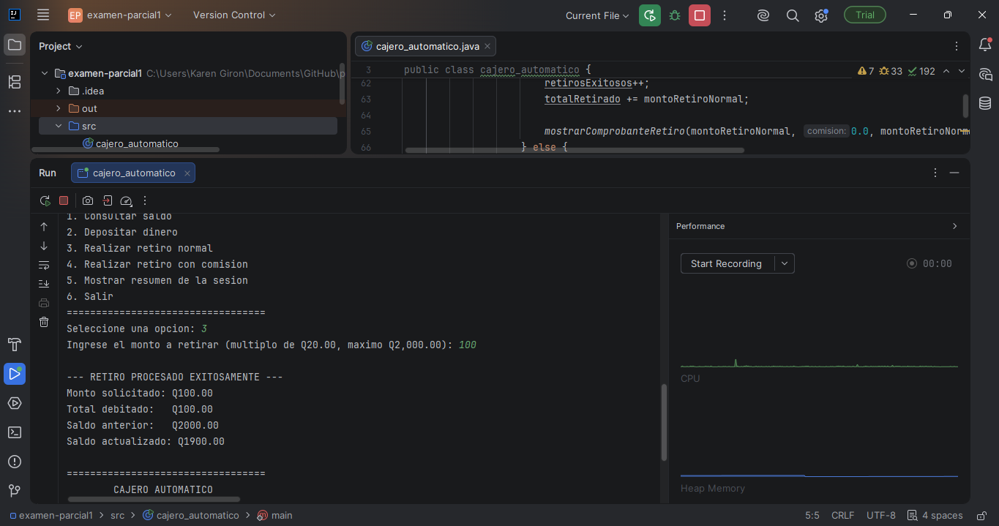 EP examen-parcial1 Version Control Current File Trial
Project
examen-parcial1 C:\Users\Karen Giron\Documents\GitHub\p
.idea
out
src
cajero_automatico
cajero_automatico.java
7 33 192
3 public class cajero_automatico {
62 retirosExitosos++;
63 totalRetirado += montoRetiroNormal;
64
65 mostrarComprobanteRetiro(montoRetiroNormal, comision: 0.0, montoRetiroNorm
66 } else {
Run cajero_automatico
1. Consultar saldo
2. Depositar dinero
3. Realizar retiro normal
4. Realizar retiro con comision
5. Mostrar resumen de la sesion
6. Salir
==================================
Seleccione una opcion: 3
Ingrese el monto a retirar (multiplo de Q20.00, maximo Q2,000.00): 100
--- RETIRO PROCESADO EXITOSAMENTE ---
Monto solicitado: Q100.00
Total debitado: Q100.00
Saldo anterior: Q2000.00
Saldo actualizado: Q1900.00
==================================
CAJERO AUTOMATICO
Performance
Start Recording 00:00
CPU
Heap Memory
examen-parcial1 > src > cajero_automatico > main 5:5 CRLF UTF-8 4 spaces